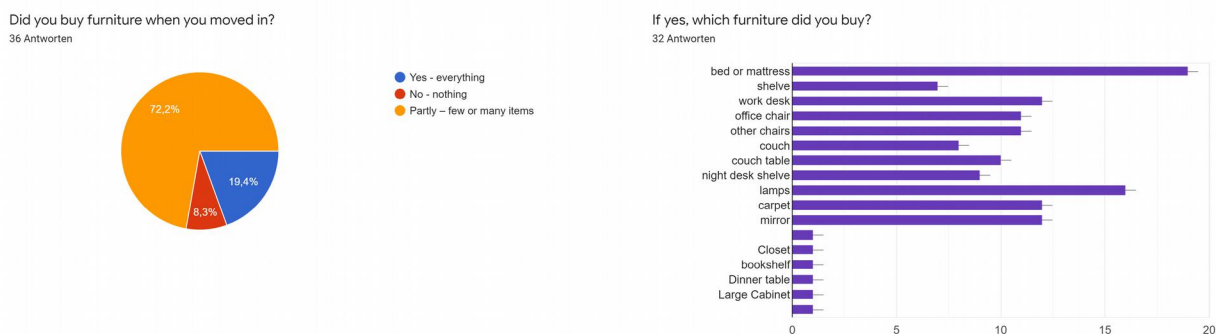 Did you buy furniture when you moved in?
36 Antworten
Yes - everything
No - nothing
Partly – few or many items
72,2%
19,4%
8,3%
If yes, which furniture did you buy?
32 Antworten
bed or mattress
shelve
work desk
office chair
other chairs
couch
couch table
night desk shelve
lamps
carpet
mirror
Closet
bookshelf
Dinner table
Large Cabinet
0 5 10 15 20